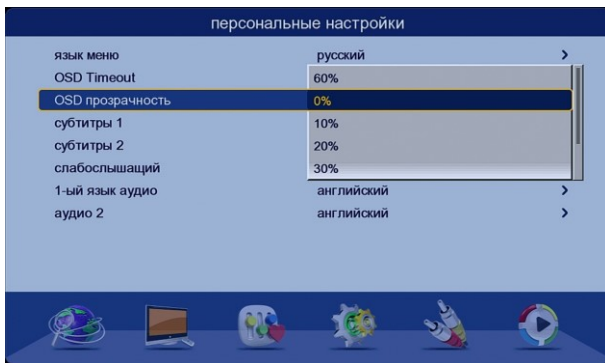 персональные настройки
язык меню русский >
OSD Timeout 60%
OSD прозрачность 0%
субтитры 1 10%
субтитры 2 20%
слабослышащий 30%
1-ый язык аудио английский >
аудио 2 английский >